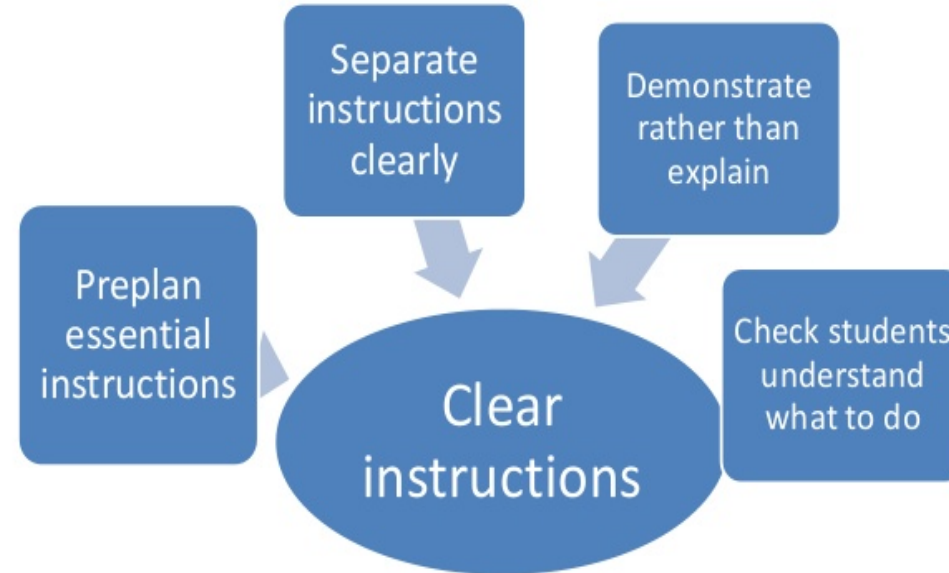 Preplan
essential
instructions
Separate
instructions
clearly
Demonstrate
rather than
explain
Check students
understand
what to do
Clear
instructions